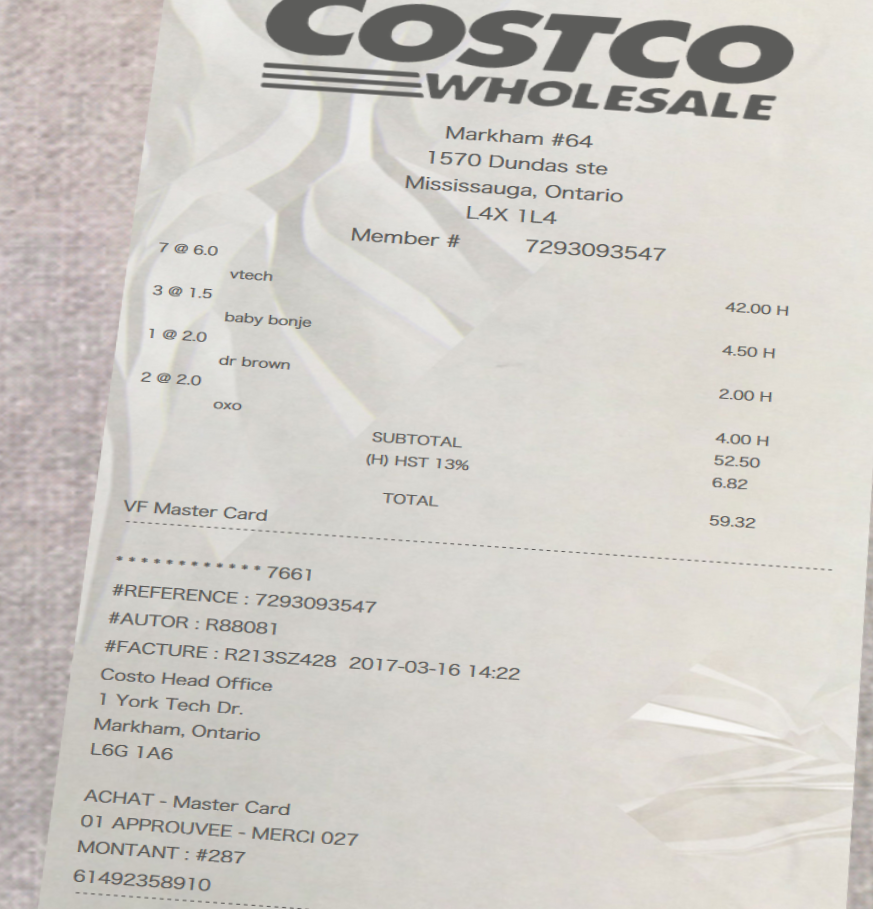 COSTCO
WHOLESALE
Markham #64
1570 Dundas ste
Mississauga, Ontario
L4X 1L4
Member # 7293093547
7 @ 6.0
vtech 42.00 H
3 @ 1.5
baby bonje 4.50 H
1 @ 2.0
dr brown 2.00 H
2 @ 2.0
oxo 4.00 H
SUBTOTAL 52.50
(H) HST 13% 6.82
TOTAL 59.32
VF Master Card
************7661
#REFERENCE : 7293093547
#AUTOR : R88081
#FACTURE : R213SZ428 2017-03-16 14:22
Costo Head Office
1 York Tech Dr.
Markham, Ontario
L6G 1A6
ACHAT - Master Card
01 APPROUVEE - MERCI 027
MONTANT : #287
61492358910